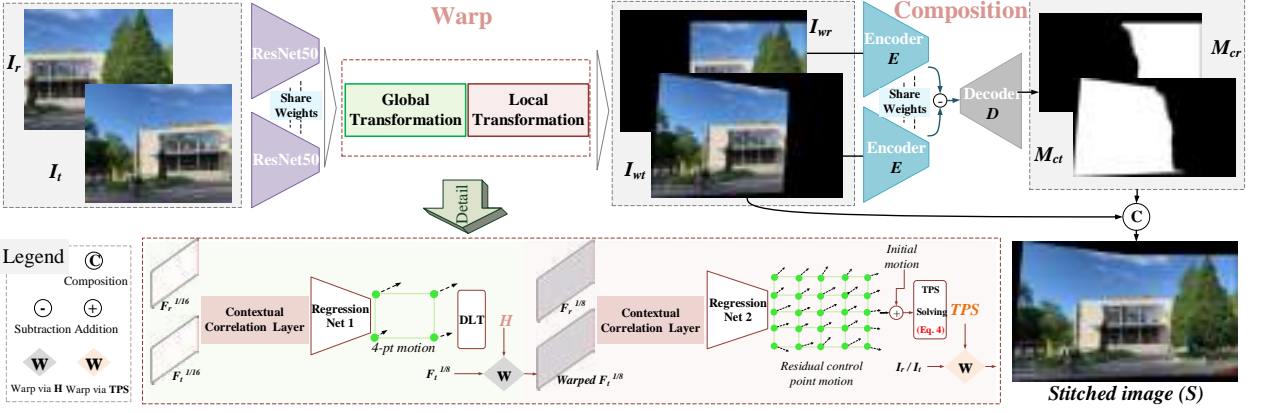 Warp
Composition
I_r
I_t
ResNet50
Share
Weights
ResNet50
Global
Transformation
Local
Transformation
I_wr
I_wt
Encoder
E
Share
Weights
Encoder
E
-
Decoder
D
M_cr
M_ct
C
Detail
Legend
C
Composition
-
+
Subtraction Addition
W
W
Warp via H Warp via TPS
F_r^1/16
F_t^1/16
Contextual
Correlation Layer
Regression
Net 1
4-pt motion
DLT
H
F_t^1/8
W
F_r^1/8
Warped F_t^1/8
Contextual
Correlation Layer
Regression
Net 2
Residual control
point motion
Initial
motion
+
TPS
Solving
(Eq. 4)
TPS
I_r / I_t
W
Stitched image (S)